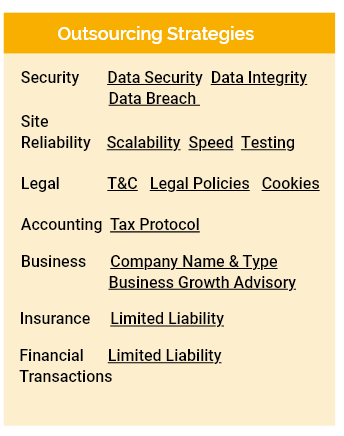 Outsourcing Strategies
Security Data Security Data Integrity
Data Breach
Site
Reliability Scalability Speed Testing
Legal T&C Legal Policies Cookies
Accounting Tax Protocol
Business Company Name & Type
Business Growth Advisory
Insurance Limited Liability
Financial Limited Liability
Transactions